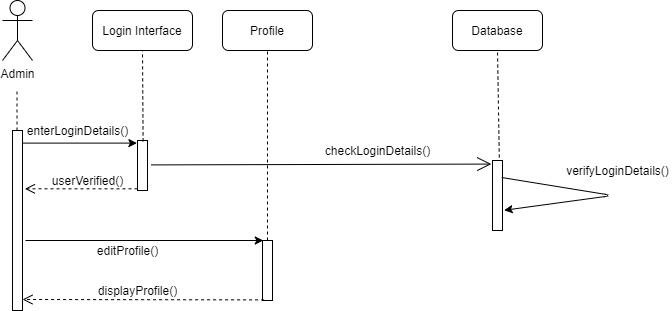 Login Interface
Profile
Database
Admin
enterLoginDetails()
checkLoginDetails()
verifyLoginDetails()
userVerified()
editProfile()
displayProfile()